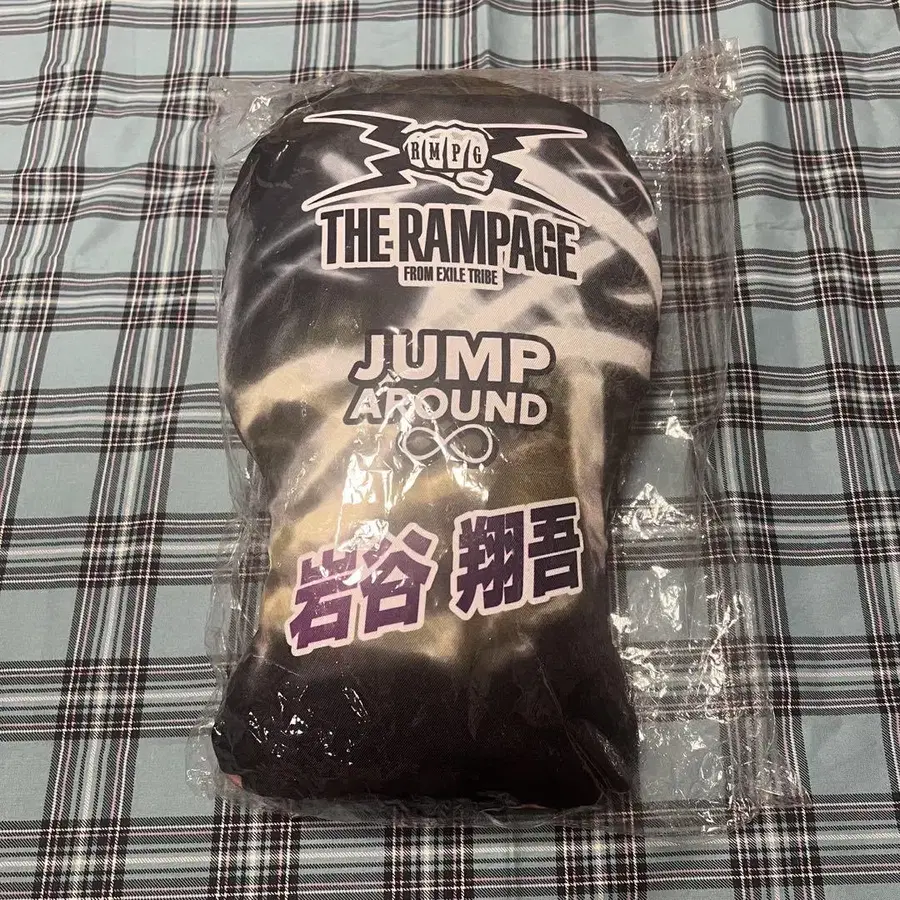 RMPG
THE RAMPAGE
FROM EXILE TRIBE
JUMP
AROUND
∞
岩谷 翔吾